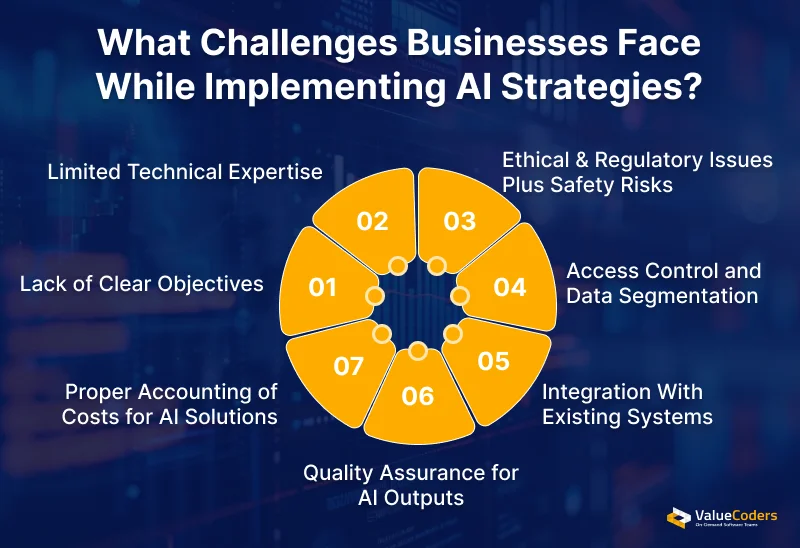 What Challenges Businesses Face
While Implementing AI Strategies?
Limited Technical Expertise
Ethical & Regulatory Issues
Plus Safety Risks
02
03
Lack of Clear Objectives
01
04
Access Control and
Data Segmentation
07
05
Proper Accounting of
Costs for AI Solutions
06
Integration With
Existing Systems
Quality Assurance for
AI Outputs
ValueCoders
On Demand Software Teams